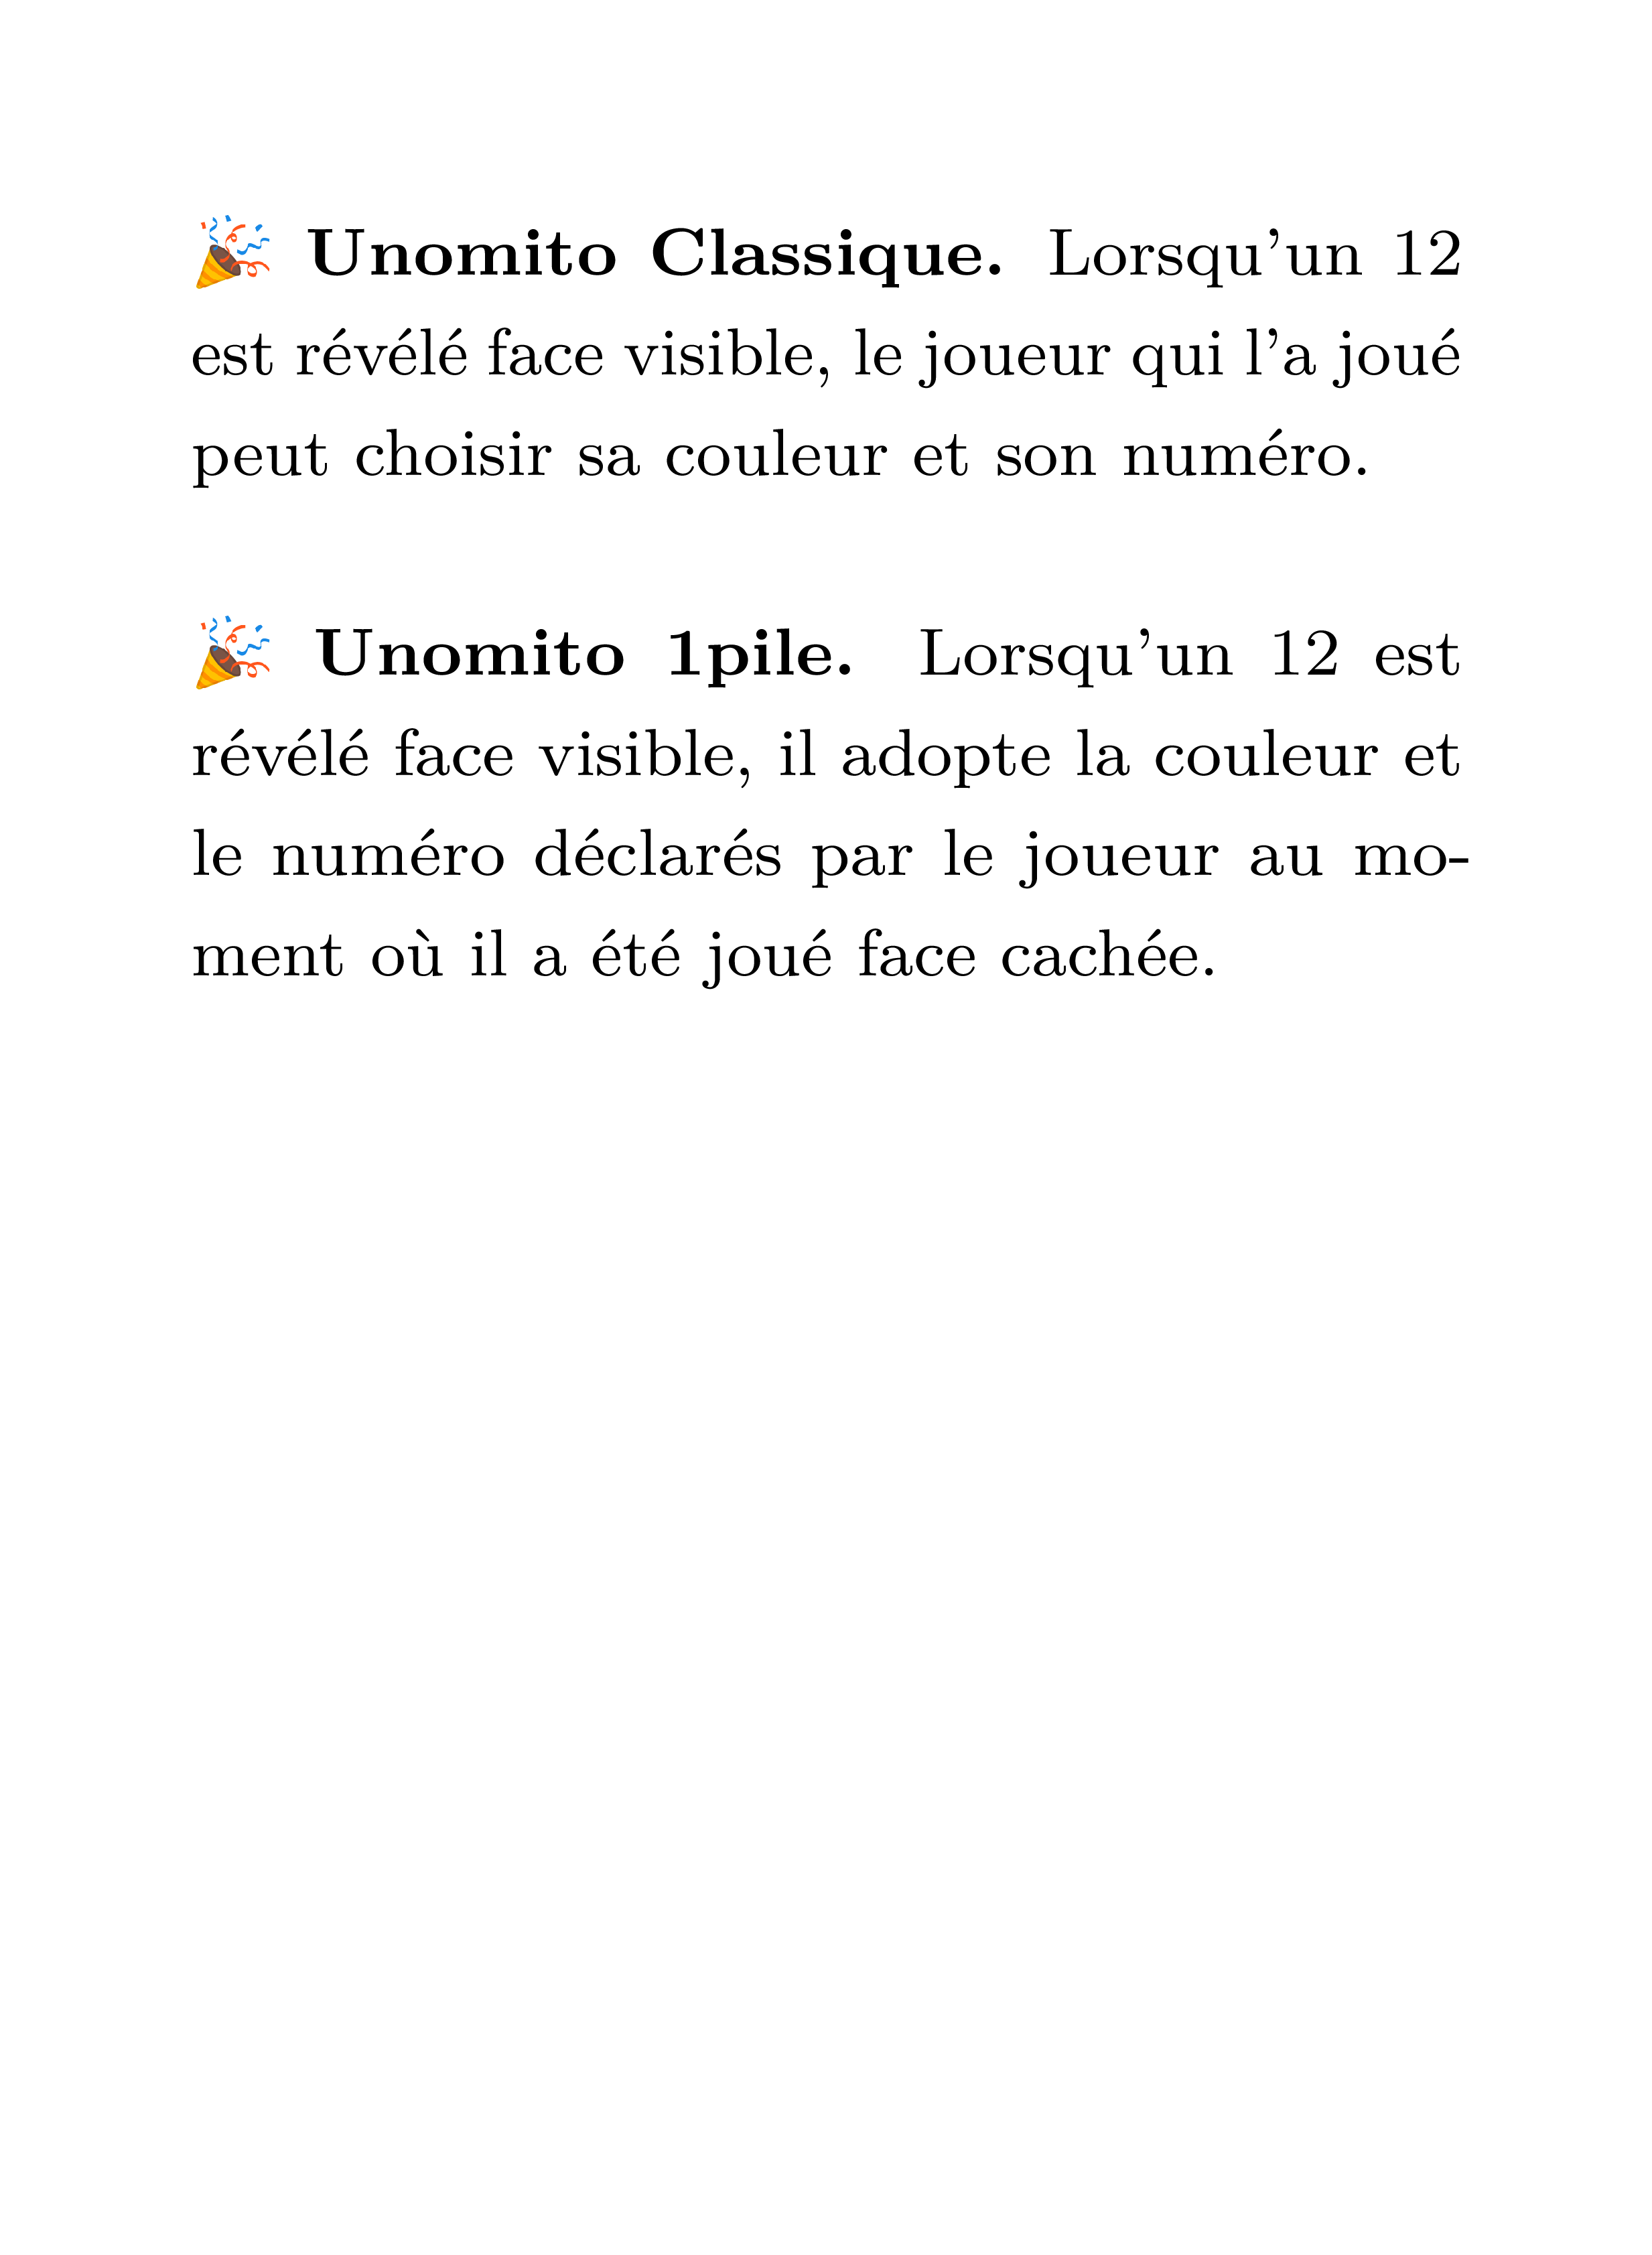 🎉 Unomito Classique. Lorsqu'un 12
est révélé face visible, le joueur qui l'a joué
peut choisir sa couleur et son numéro.
🎉 Unomito 1pile. Lorsqu'un 12 est
révélé face visible, il adopte la couleur et
le numéro déclarés par le joueur au mo-
ment où il a été joué face cachée.